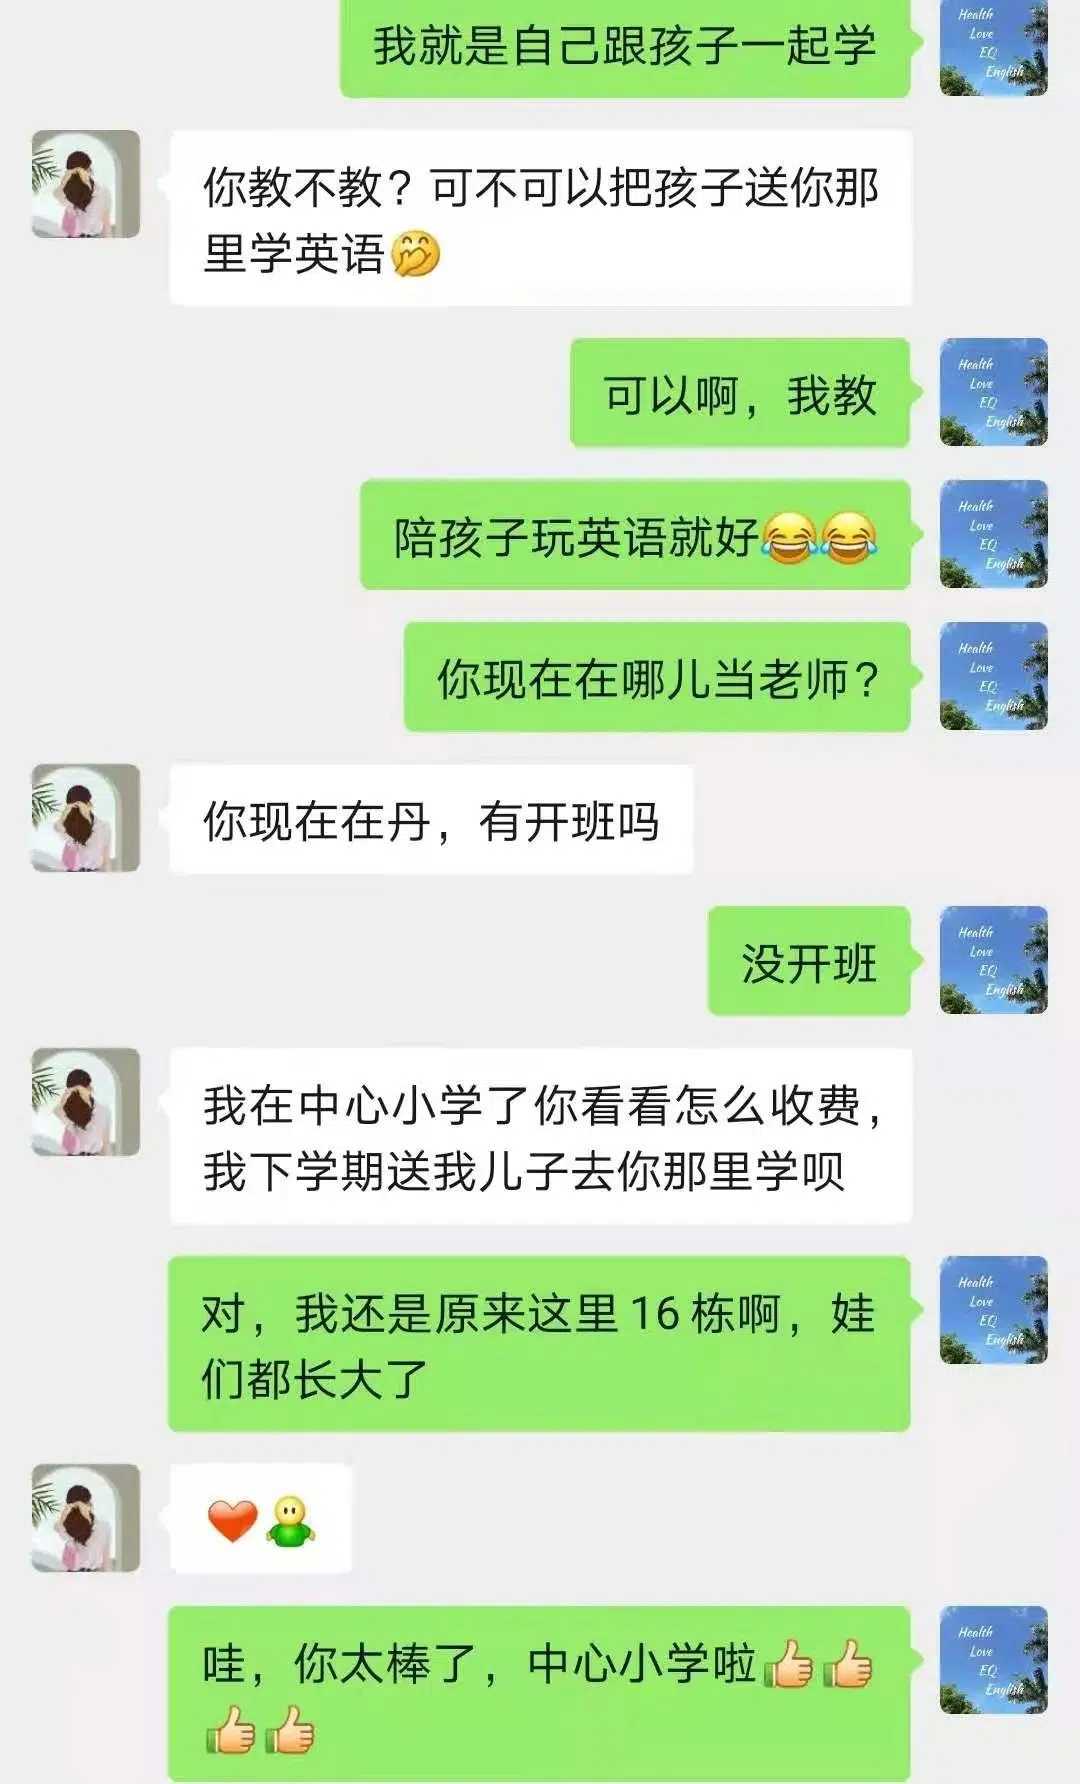 我就是自己跟孩子一起学
Health
Love
EQ
English
你教不教？可不可以把孩子送你那
里学英语🤭
可以啊，我教
Health
Love
EQ
English
陪孩子玩英语就好😂😂
Health
Love
EQ
English
你现在在哪儿当老师？
Health
Love
EQ
English
你现在在丹，有开班吗
没开班
Health
Love
EQ
English
我在中心小学了你看看怎么收费，
我下学期送我儿子去你那里学呗
对，我还是原来这里 16 栋啊，娃
们都长大了
Health
Love
EQ
English
哇，你太棒了，中心小学啦👍👍
👍👍
Health
Love
EQ
English